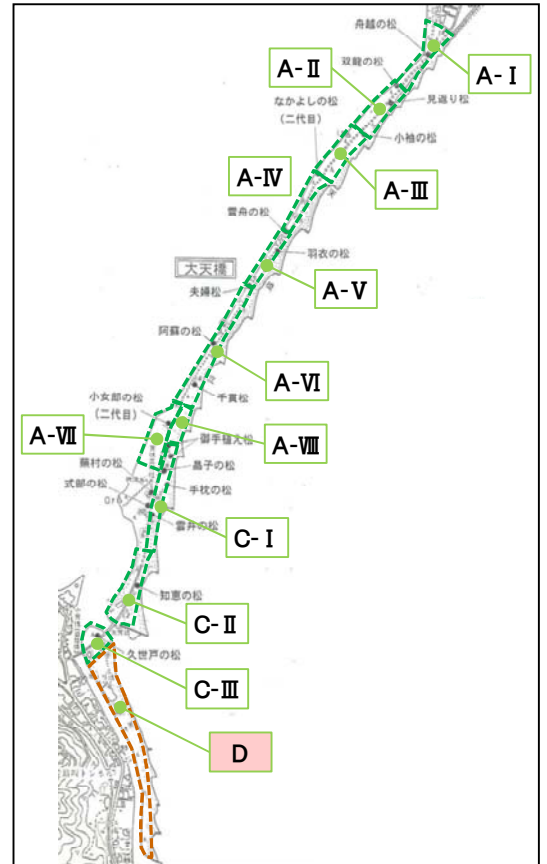 舟越の松
A-Ⅰ
A-Ⅱ
双龍の松
見返り松
なかよしの松
(二代目)
小袖の松
A-Ⅲ
A-Ⅳ
雪舟の松
羽衣の松
大天橋
夫婦松
A-Ⅴ
阿蘇の松
A-Ⅵ
千貫松
小女郎の松
(二代目)
A-Ⅶ
A-Ⅷ
御手植え松
晶子の松
蕪村の松
式部の松
手枕の松
雲井の松
C-Ⅰ
知恵の松
C-Ⅱ
久世戸の松
C-Ⅲ
D